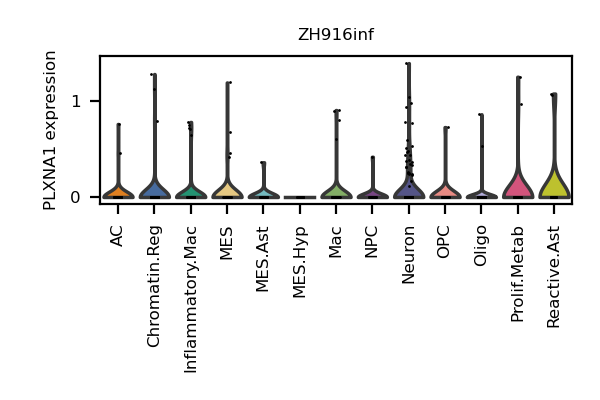 ZH916inf
PLXNA1 expression
1
0
AC
Chromatin.Reg
Inflammatory.Mac
MES
MES.Ast
MES.Hyp
Mac
NPC
Neuron
OPC
Oligo
Prolif.Metab
Reactive.Ast